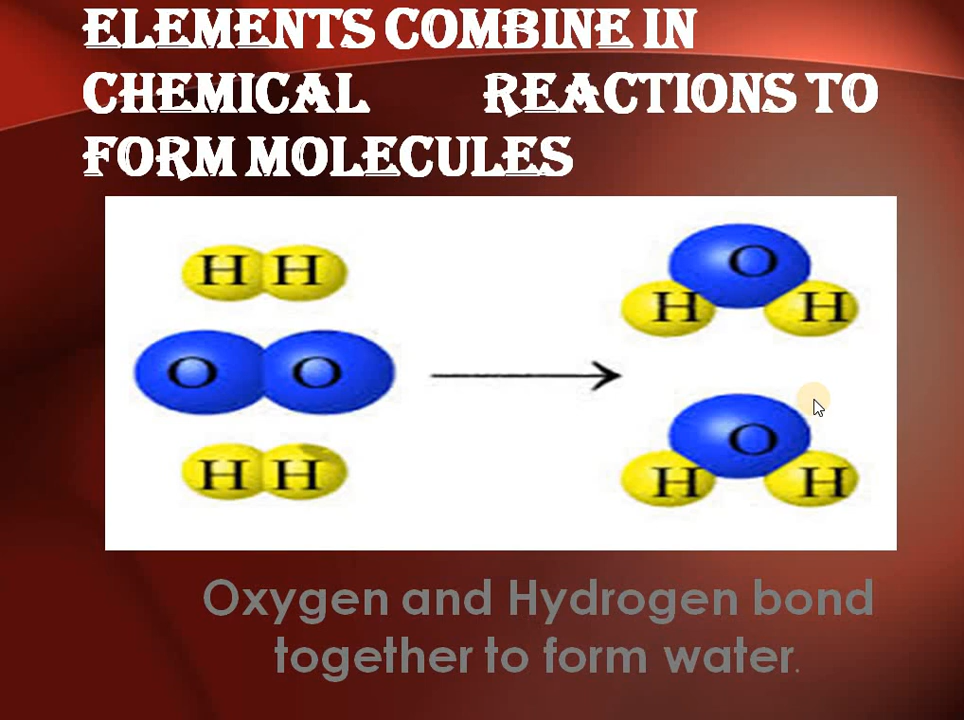 ELEMENTS COMBINE IN
CHEMICAL REACTIONS TO
FORM MOLECULES
H H
O O
H H
O
H H
O
H H
Oxygen and Hydrogen bond
together to form water.